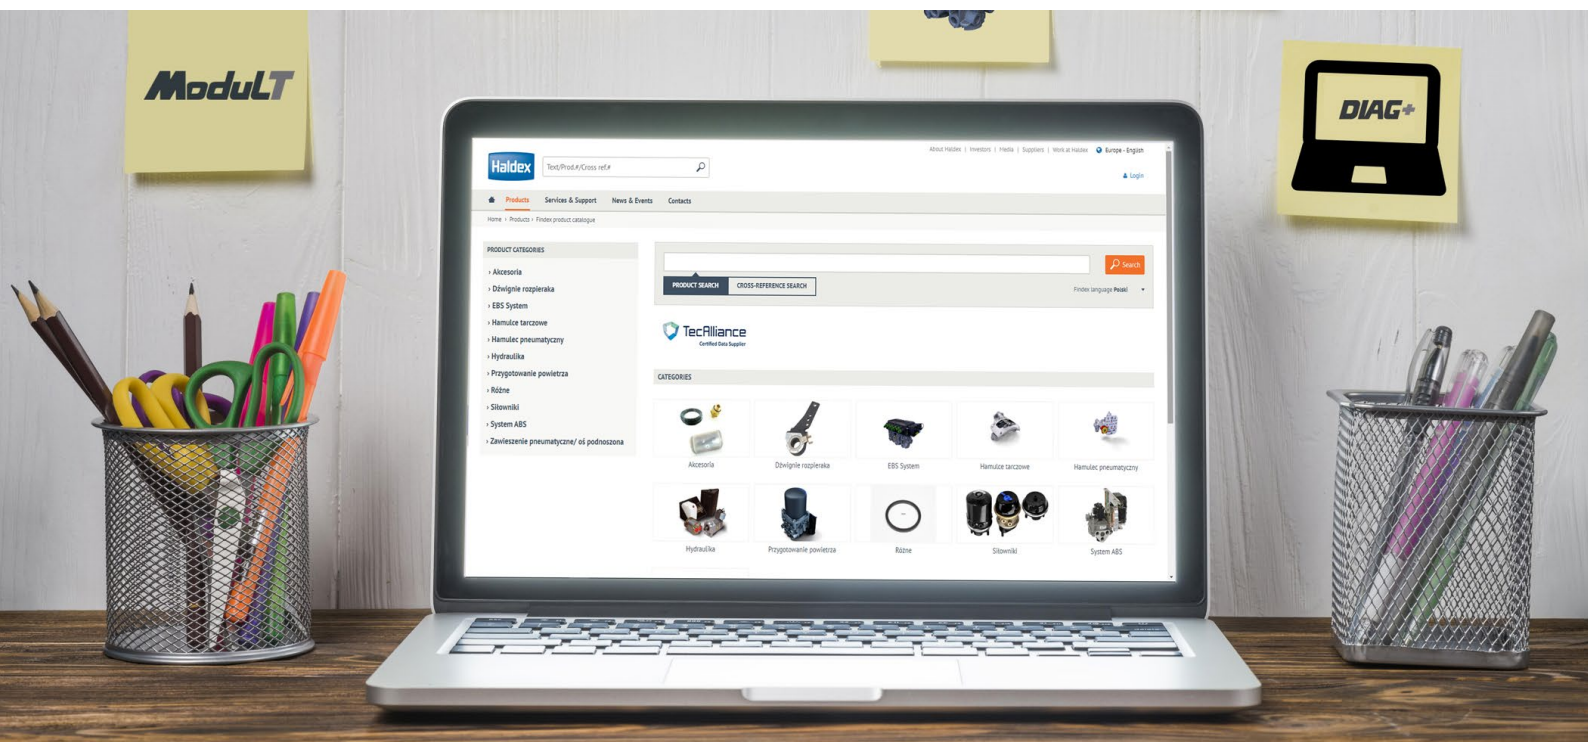 ModulT
DIAG+
Haldex
Text/Prod.#/Cross ref.#
About Haldex | Investors | Media | Suppliers | Work at Haldex
Europe - English
Login
Products
Services & Support
News & Events
Contacts
Home › Products › Findex product catalogue
PRODUCT CATEGORIES
› Akcesoria
› Dźwignie rozpieraka
› EBS System
› Hamulce tarczowe
› Hamulec pneumatyczny
› Hydraulika
› Przygotowanie powietrza
› Różne
› Siłowniki
› System ABS
› Zawieszenie pneumatyczne/ oś podnoszona
Search
PRODUCT SEARCH
CROSS-REFERENCE SEARCH
Findex language Polski
TecAlliance
Certified Data Supplier
CATEGORIES
Akcesoria
Dźwignie rozpieraka
EBS System
Hamulce tarczowe
Hamulec pneumatyczny
Hydraulika
Przygotowanie powietrza
Różne
Siłowniki
System ABS